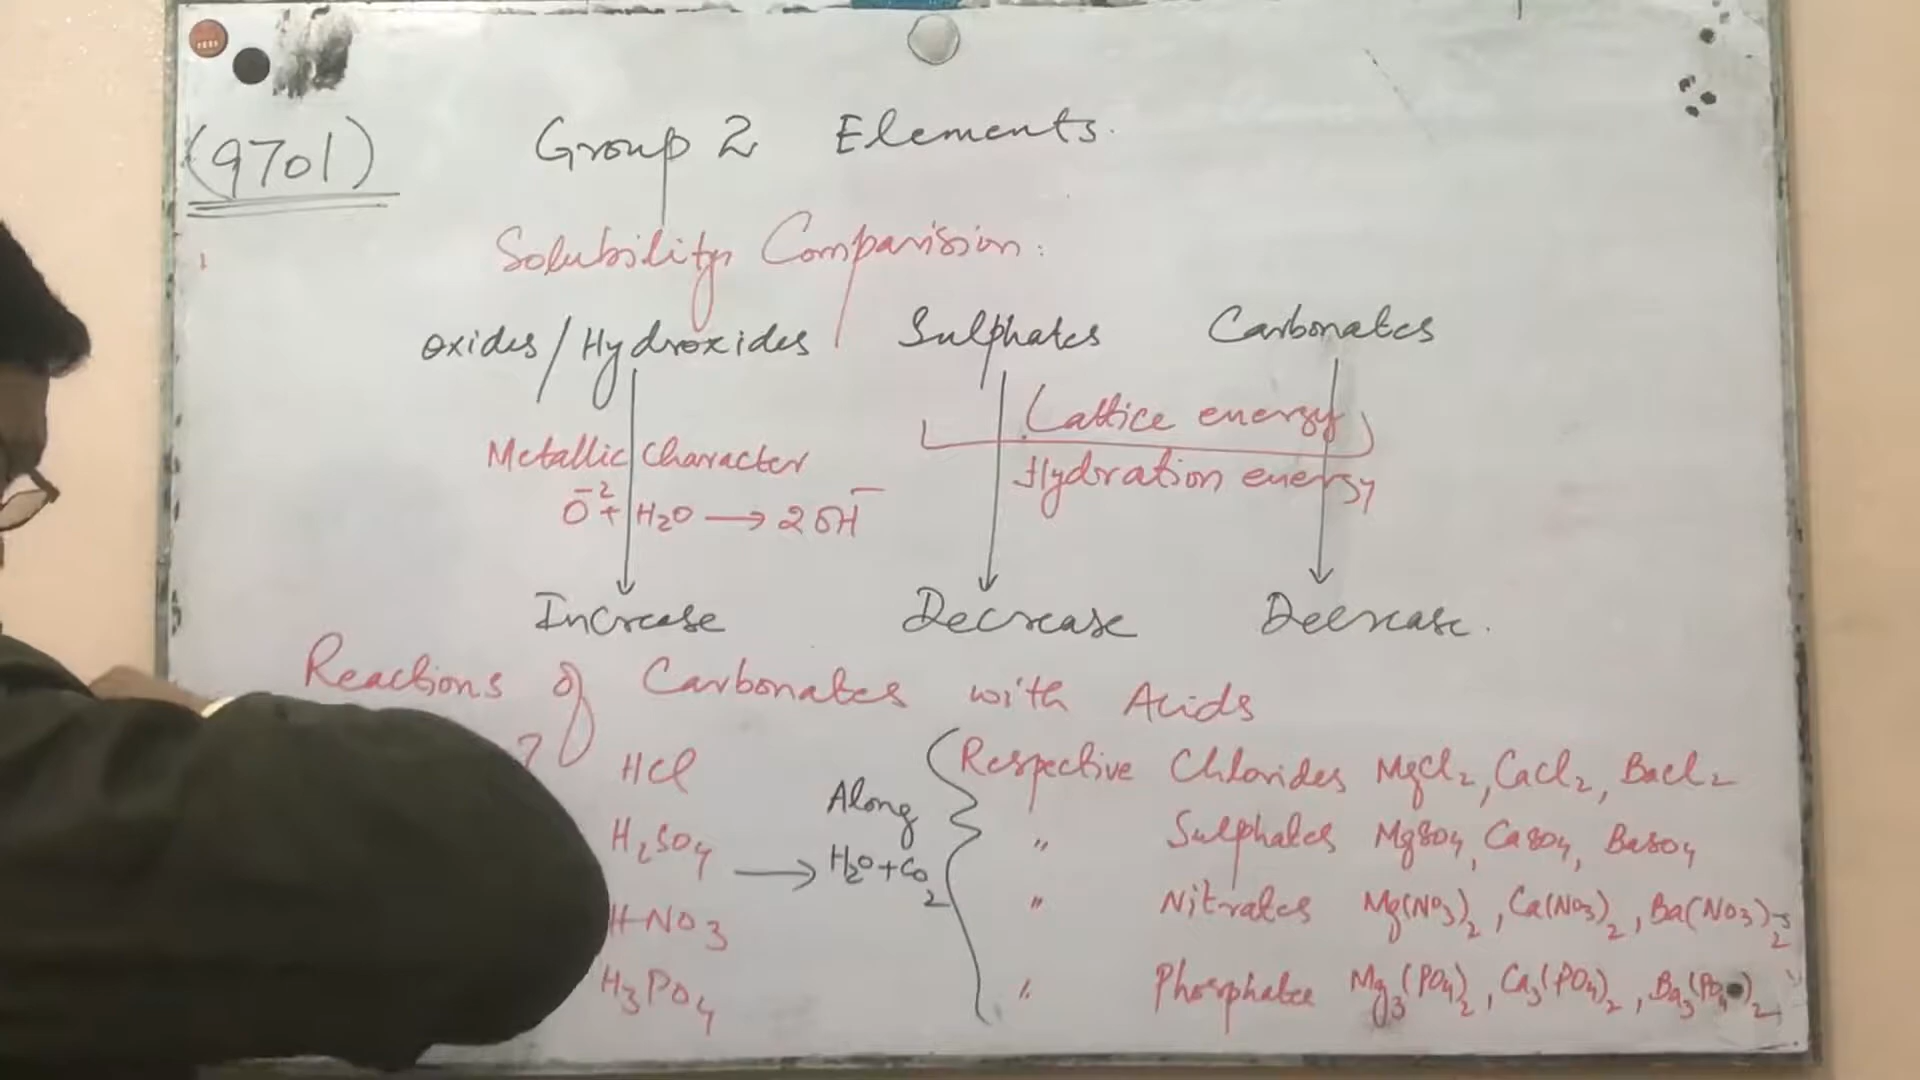 (9701)
Group 2 Elements.
Solubility Comparision:
Oxides/Hydroxides Sulphates Carbonates
Lattice energy
Metallic Character
Hydration energy
O⁻² + H₂O → 2OH⁻
Increase Decrease Decrease.
Reactions of Carbonates with Acids
HCl
Along
H₂O + CO₂
Respective Chlorides MgCl₂, CaCl₂, BaCl₂
H₂SO₄ → " Sulphates MgSO₄, CaSO₄, BaSO₄
HNO₃ " Nitrates Mg(NO₃)₂, Ca(NO₃)₂, Ba(NO₃)₂
H₃PO₄ " Phosphates Mg₃(PO₄)₂, Ca₃(PO₄)₂, Ba₃(PO₄)₂